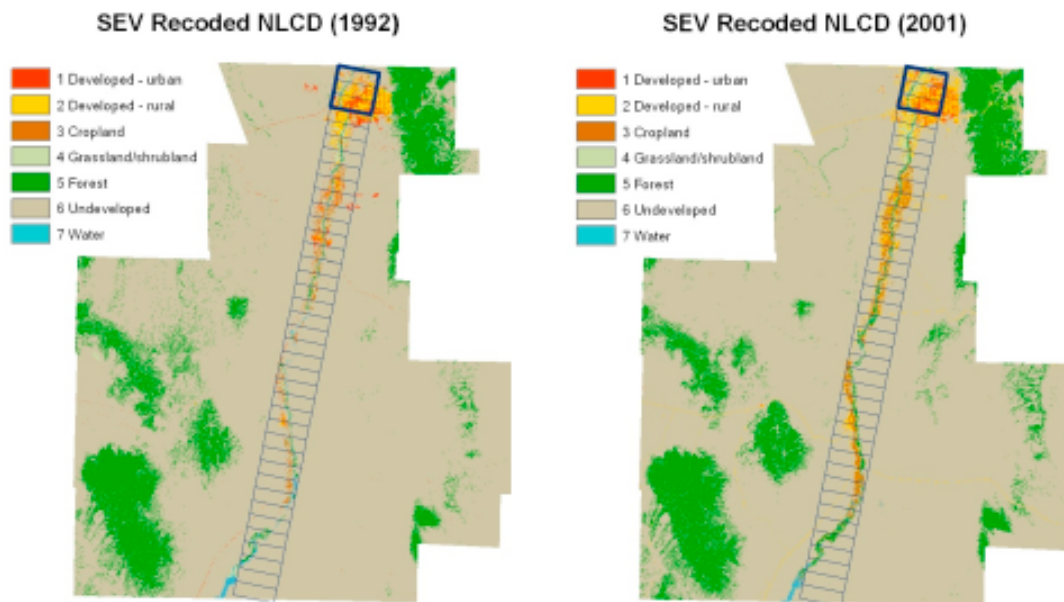 SEV Recoded NLCD (1992)
1 Developed - urban
2 Developed - rural
3 Cropland
4 Grassland/shrubland
5 Forest
6 Undeveloped
7 Water
SEV Recoded NLCD (2001)
1 Developed - urban
2 Developed - rural
3 Cropland
4 Grassland/shrubland
5 Forest
6 Undeveloped
7 Water